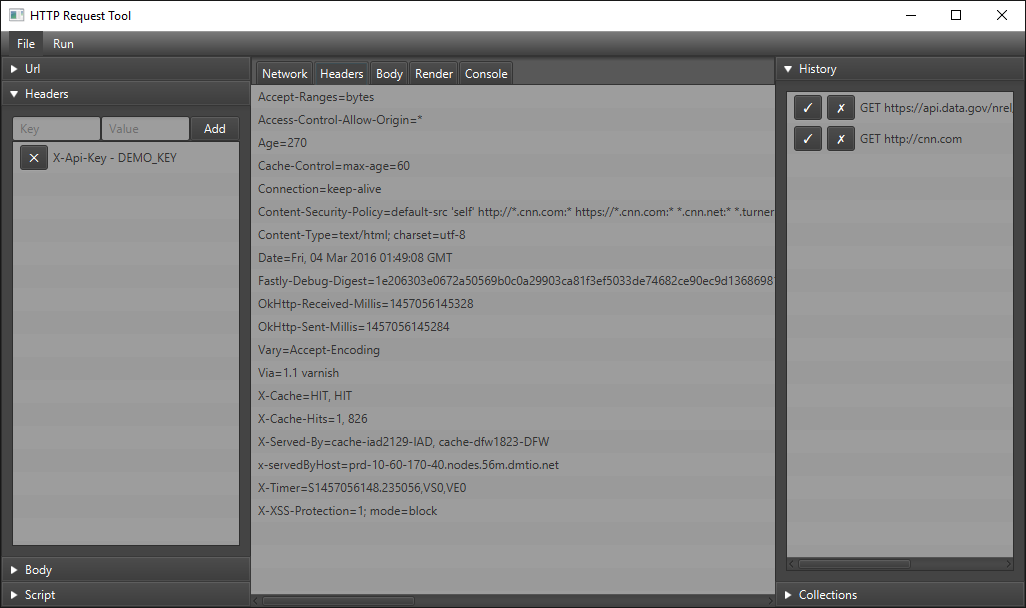 HTTP Request Tool
File Run
Url
Headers
Key Value Add
X-Api-Key - DEMO_KEY
Body
Script
Network Headers Body Render Console
Accept-Ranges=bytes
Access-Control-Allow-Origin=*
Age=270
Cache-Control=max-age=60
Connection=keep-alive
Content-Security-Policy=default-src 'self' http://*.cnn.com:* https://*.cnn.com:* *.cnn.net:* *.turner
Content-Type=text/html; charset=utf-8
Date=Fri, 04 Mar 2016 01:49:08 GMT
Fastly-Debug-Digest=1e206303e0672a50569b0c0a29903ca81f3ef5033de74682ce90ec9d1368698
OkHttp-Received-Millis=1457056145328
OkHttp-Sent-Millis=1457056145284
Vary=Accept-Encoding
Via=1.1 varnish
X-Cache=HIT, HIT
X-Cache-Hits=1, 826
X-Served-By=cache-iad2129-IAD, cache-dfw1823-DFW
x-servedByHost=prd-10-60-170-40.nodes.56m.dmtio.net
X-Timer=S1457056148.235056,VS0,VE0
X-XSS-Protection=1; mode=block
History
GET https://api.data.gov/nrel
GET http://cnn.com
Collections